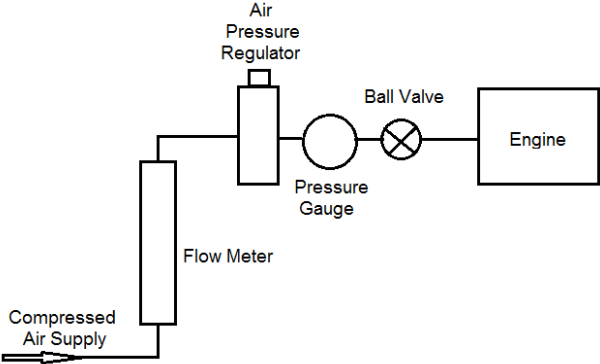 Air
Pressure
Regulator
Ball Valve
Engine
Pressure
Gauge
Flow Meter
Compressed
Air Supply